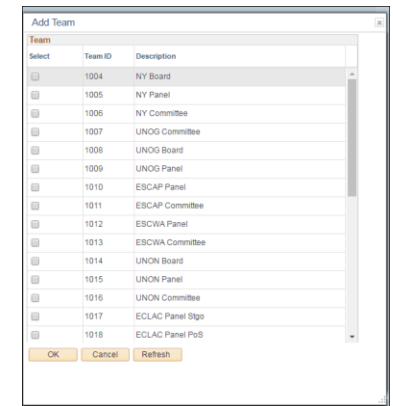 Add Team
Team
Select Team ID Description
1004 NY Board
1005 NY Panel
1006 NY Committee
1007 UNOG Committee
1008 UNOG Board
1009 UNOG Panel
1010 ESCAP Panel
1011 ESCAP Committee
1012 ESCWA Panel
1013 ESCWA Committee
1014 UNON Board
1015 UNON Panel
1016 UNON Committee
1017 ECLAC Panel Stgo
1018 ECLAC Panel PoS
OK Cancel Refresh